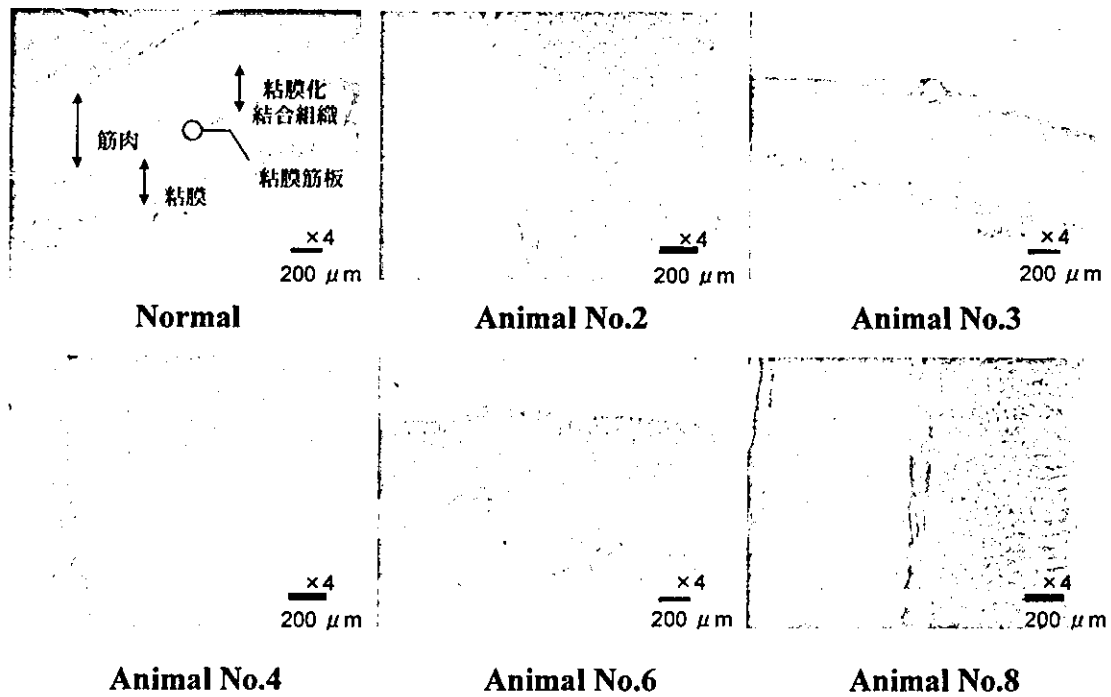 粘膜化
結合組織
筋肉
粘膜筋板
粘膜
×4
200 μm
Normal
×4
200 μm
Animal No.2
×4
200 μm
Animal No.3
×4
200 μm
Animal No.4
×4
200 μm
Animal No.6
×4
200 μm
Animal No.8